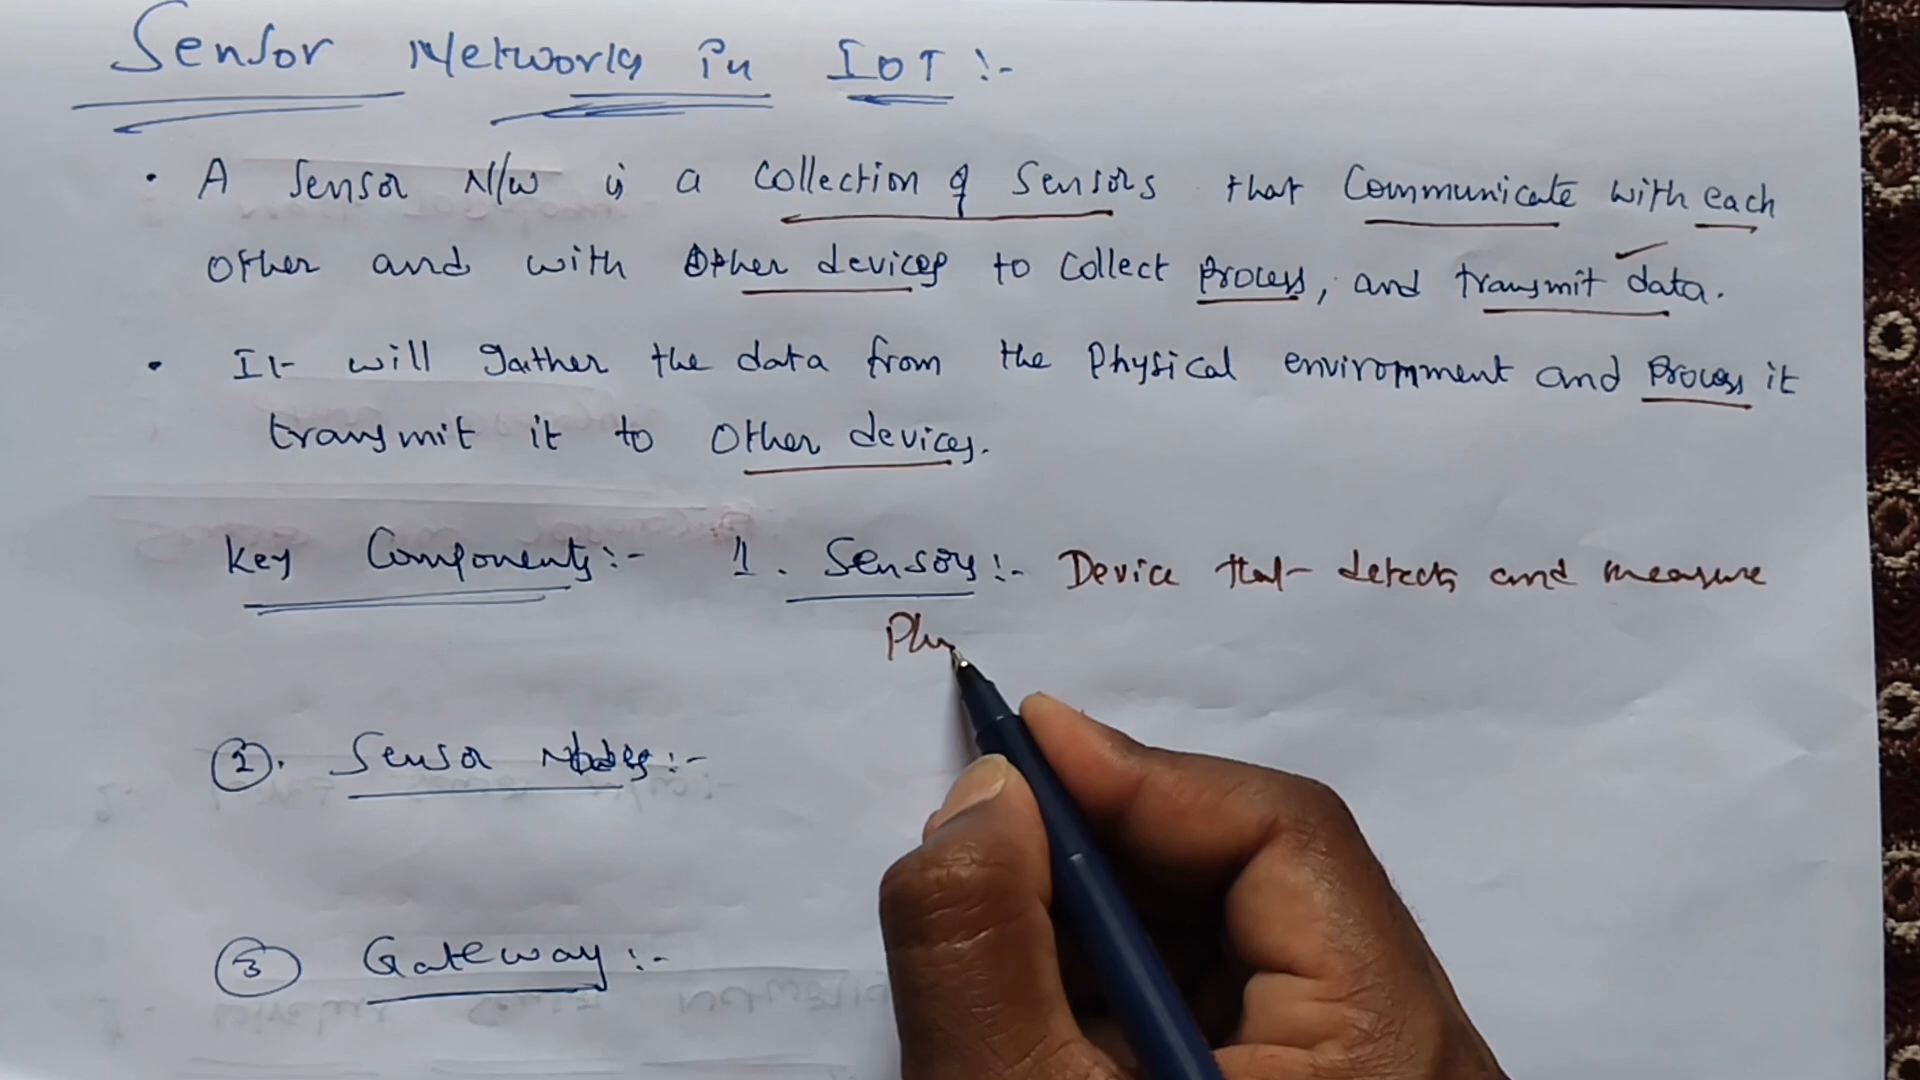 Sensor Networks in IOT :-
• A Sensor N/w is a collection of Sensors that Communicate with each
other and with Other devices to collect Process, and transmit data.
• It will gather the data from the Physical enviromment and Process it
transmit it to Other devices.
Key Components :- 1. Sensors :- Device that detects and measure
Phy
2. Sensor Nodes :-
3 Gateway :-